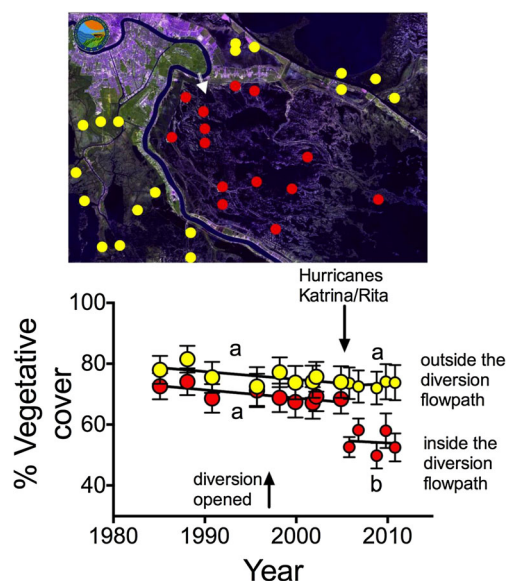 Hurricanes
Katrina/Rita
100
80
60
40
% Vegetative
cover
a
a
a
b
outside the
diversion
flowpath
inside the
diversion
flowpath
diversion
opened
1980
1990
2000
2010
Year